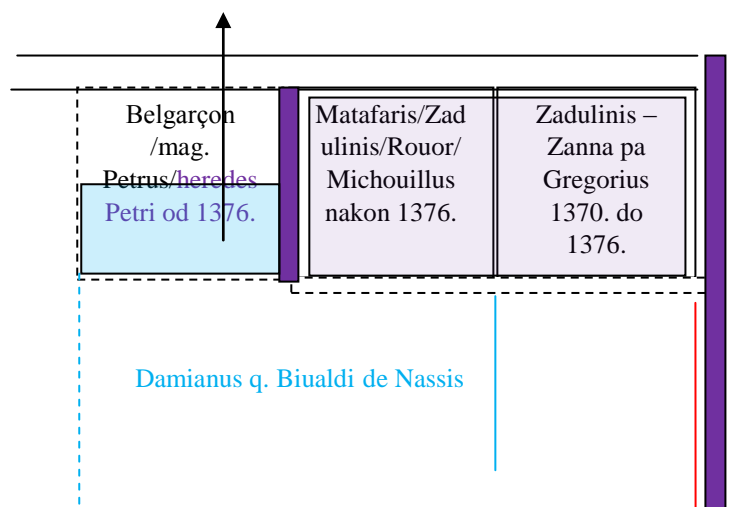 Belgarçon
/mag.
Petrus/heredes
Petri od 1376.
Matafaris/Zad
ulinis/Rouor/
Michouillus
nakon 1376.
Zadulinis –
Zanna pa
Gregorius
1370. do
1376.
Damianus q. Biualdi de Nassis